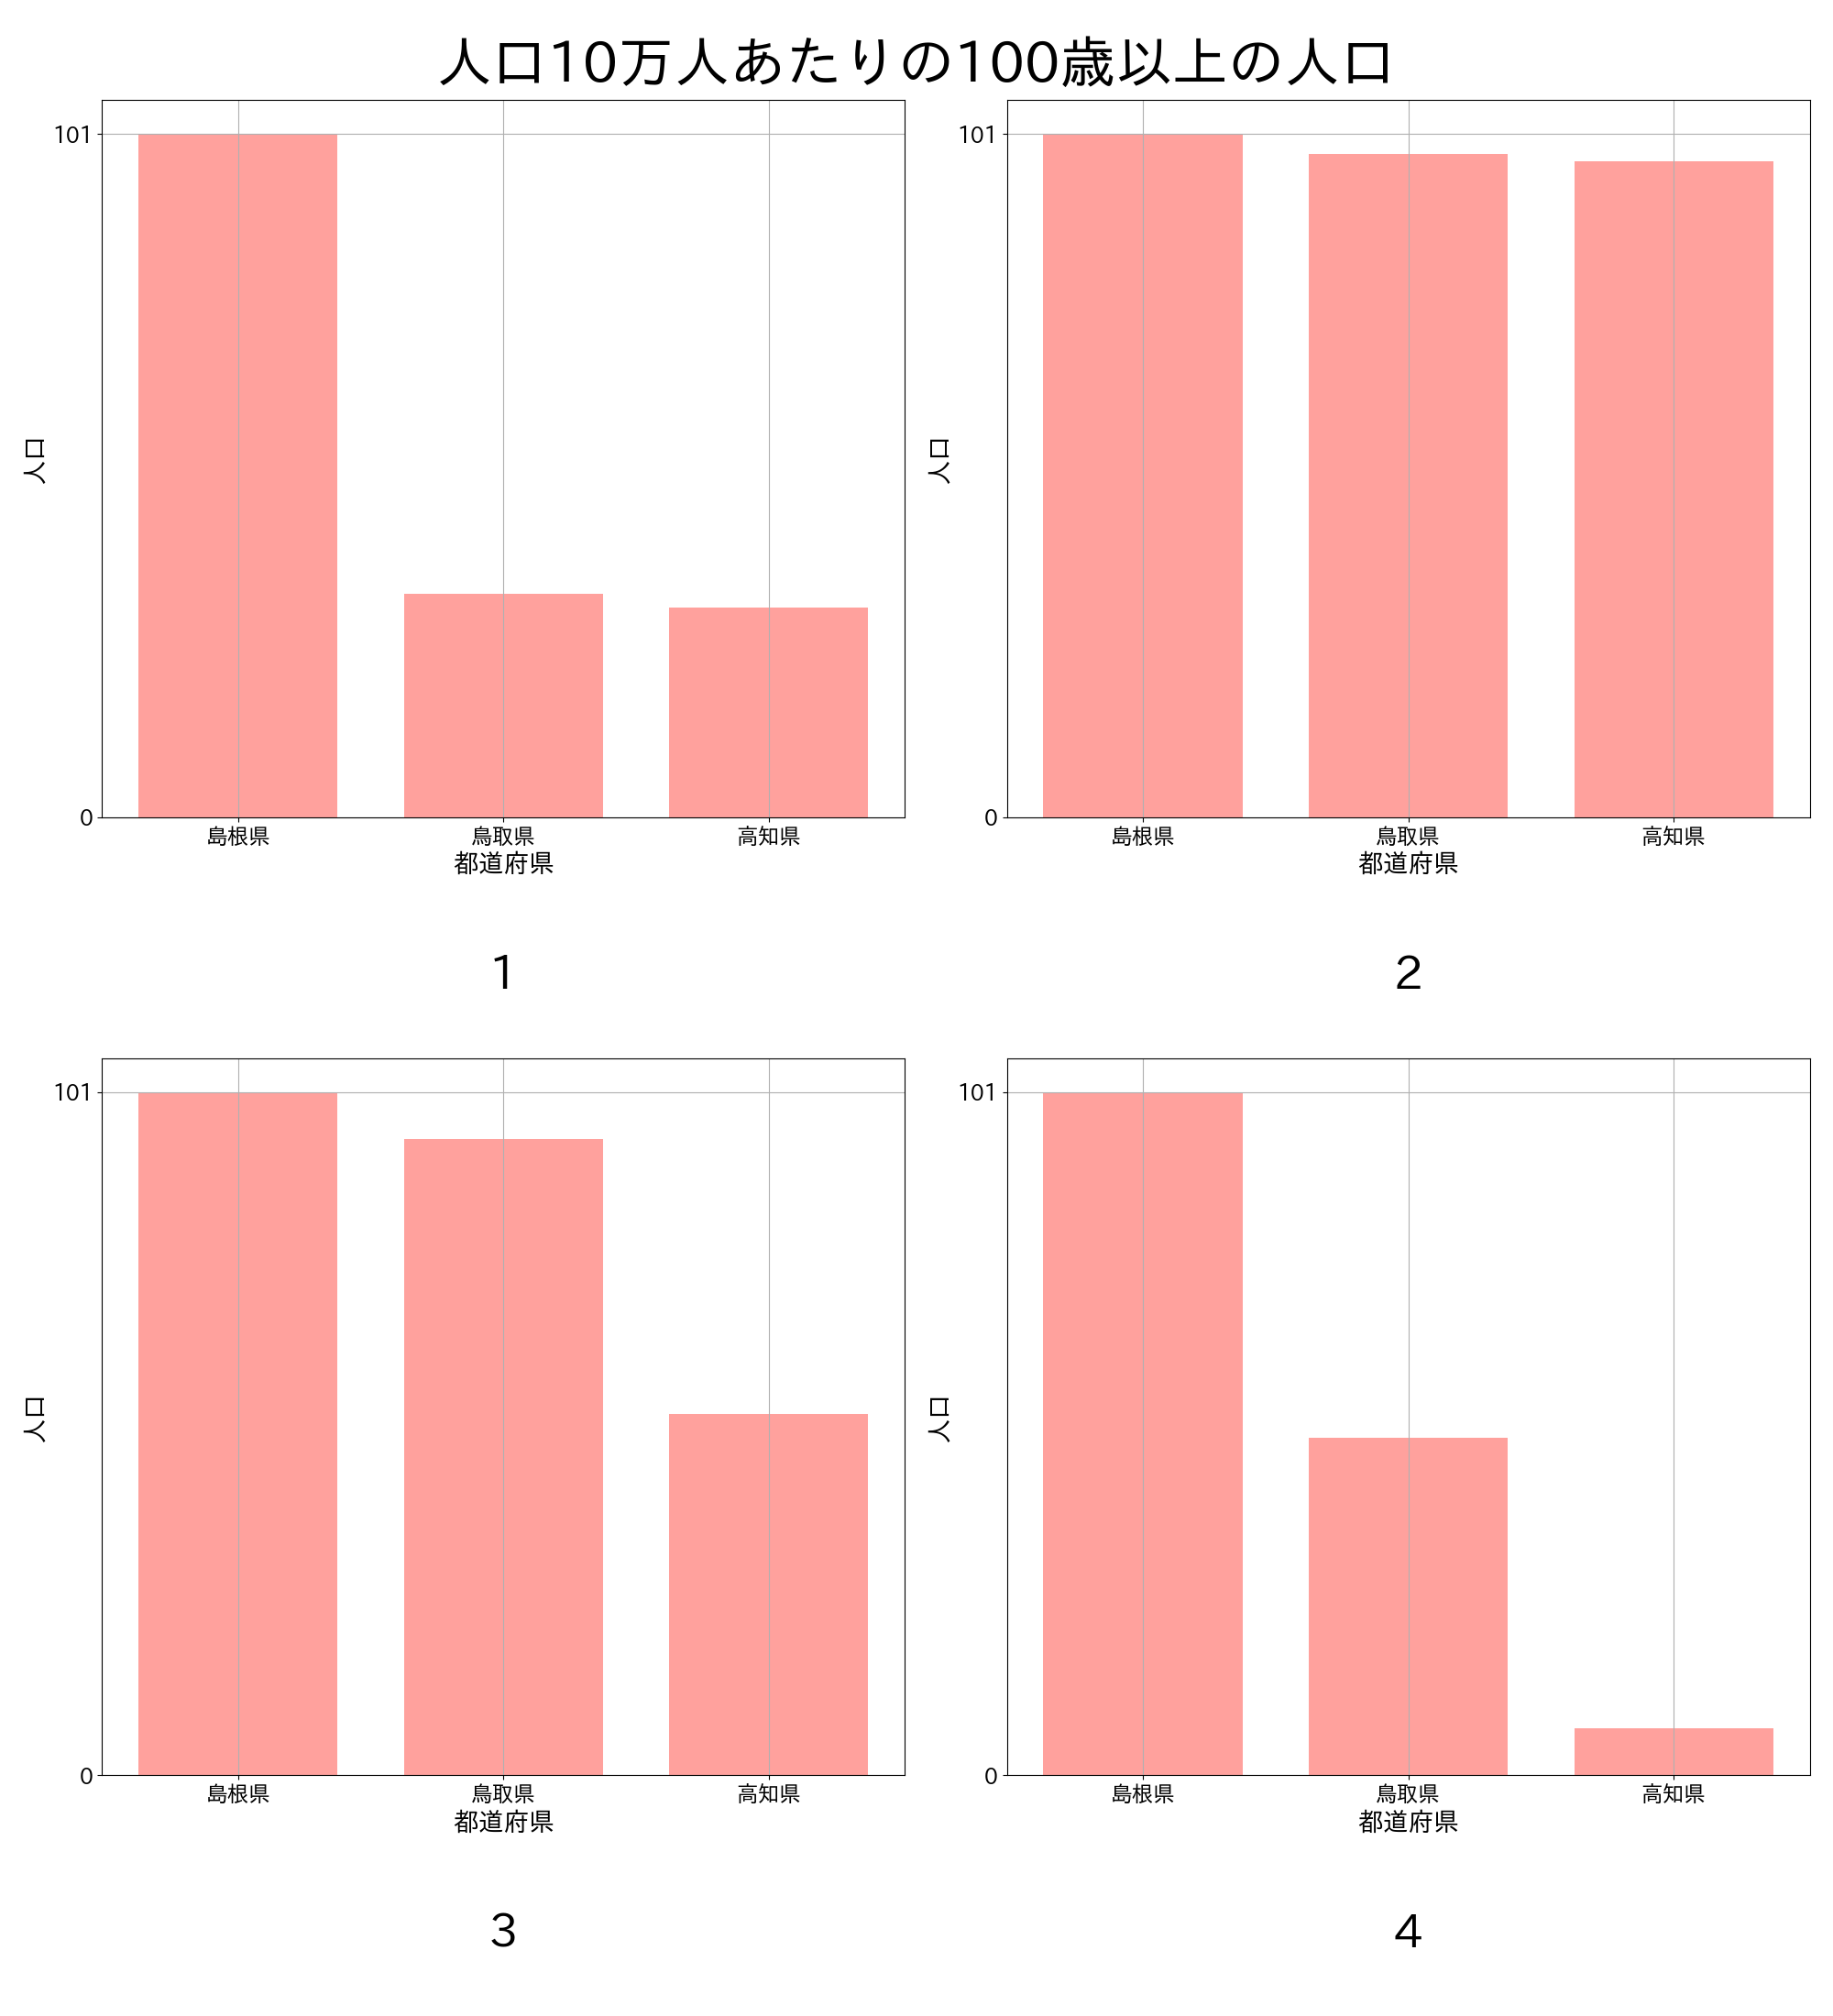 人口10万人あたりの100歳以上の人口
101
0
人口
島根県 鳥取県 高知県
都道府県
1
101
0
人口
島根県 鳥取県 高知県
都道府県
2
101
0
人口
島根県 鳥取県 高知県
都道府県
3
101
0
人口
島根県 鳥取県 高知県
都道府県
4